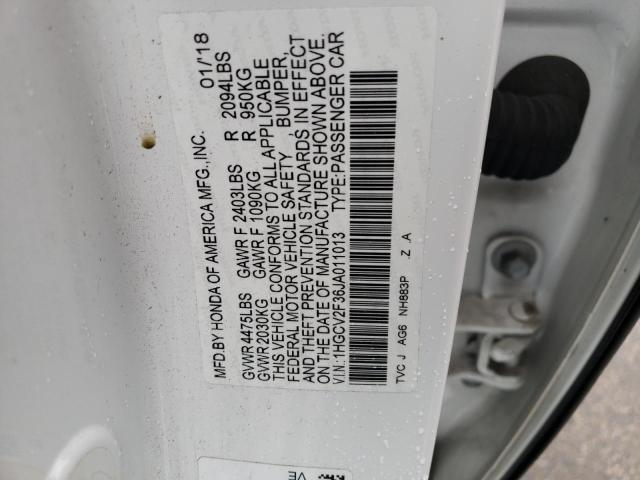 MFD.BY HONDA OF AMERICA MFG.,INC. 01/18
GVWR 4475LBS GAWR F 2403LBS R 2094LBS
GVWR 2030KG GAWR F 1090KG R 950KG
THIS VEHICLE CONFORMS TO ALL APPLICABLE
FEDERAL MOTOR VEHICLE SAFETY , BUMPER,
AND THEFT PREVENTION STANDARDS IN EFFECT
ON THE DATE OF MANUFACTURE SHOWN ABOVE.
V.I.N.:1HGCV2F36JA011013 TYPE:PASSENGER CAR
TVC J AG6 NH883P .Z .A
VE